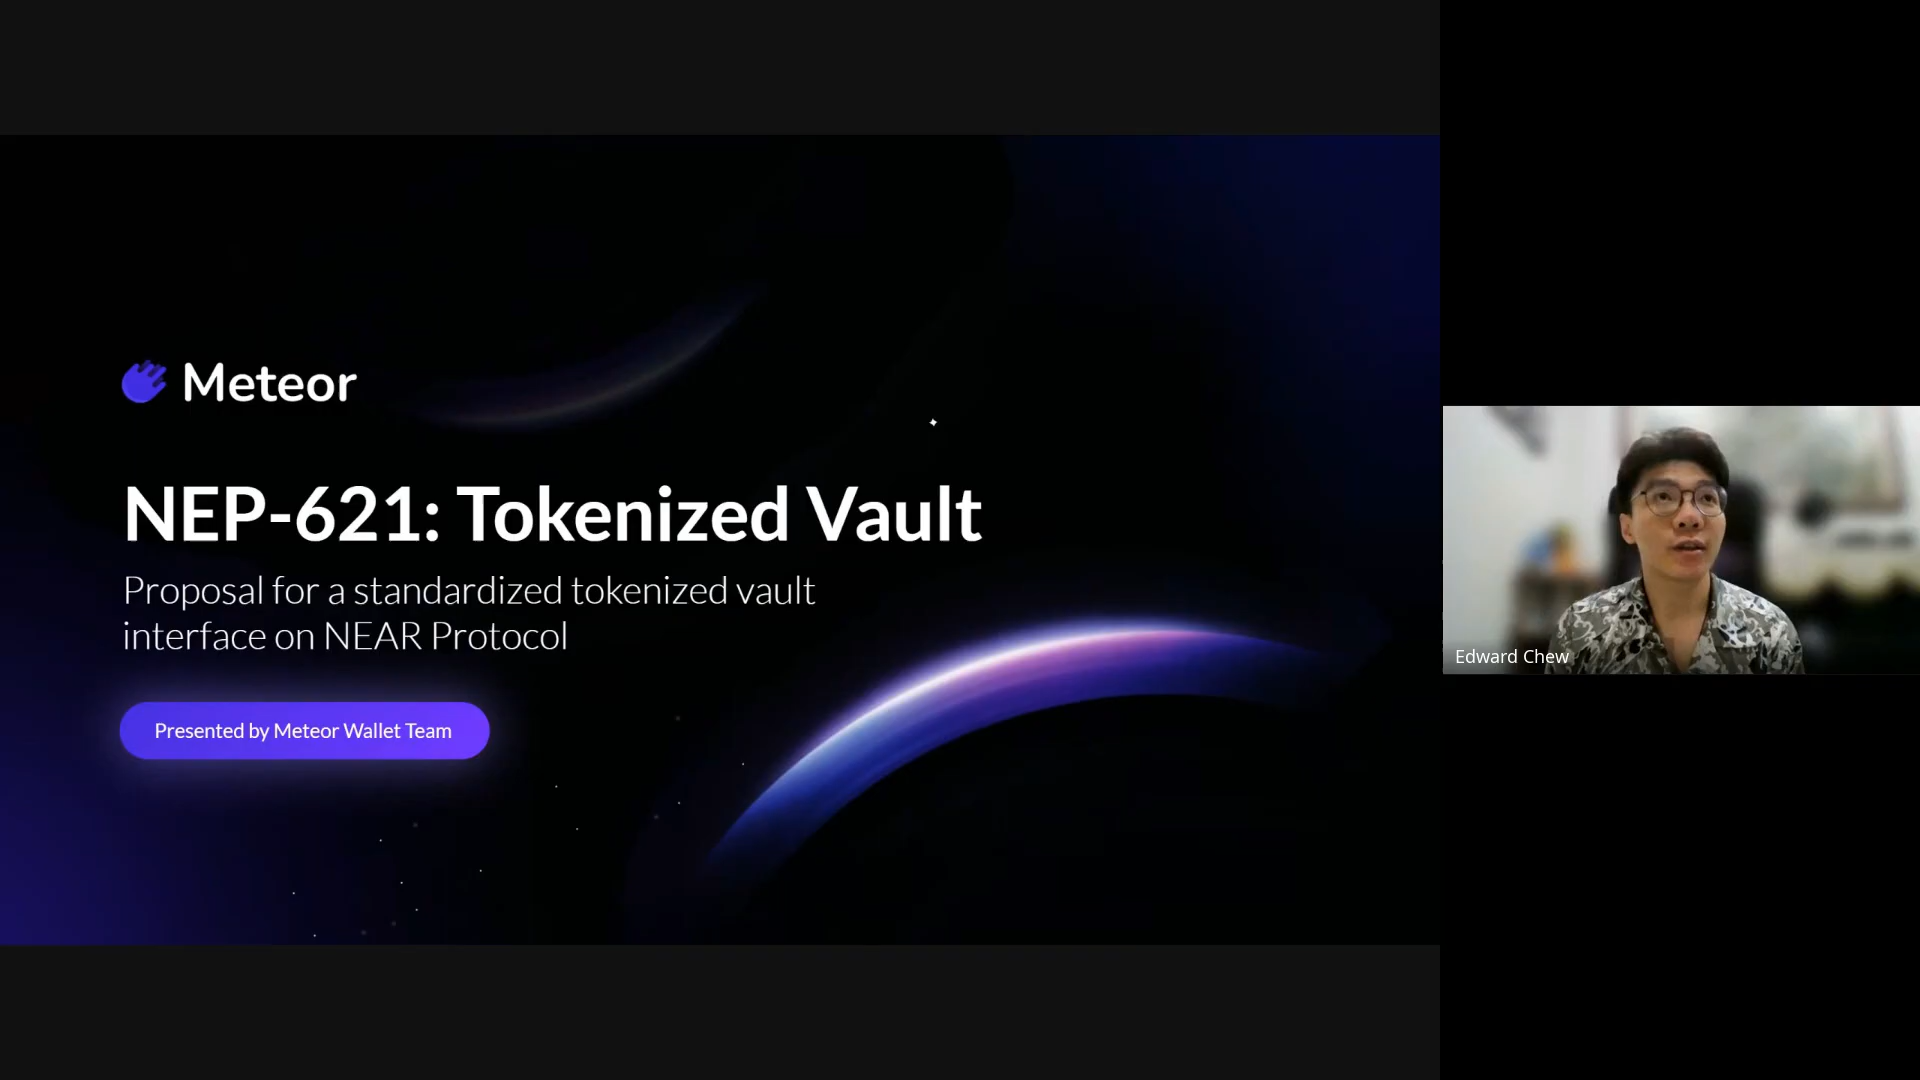 Meteor
NEP-621: Tokenized Vault
Proposal for a standardized tokenized vault
interface on NEAR Protocol
Presented by Meteor Wallet Team
Edward Chew